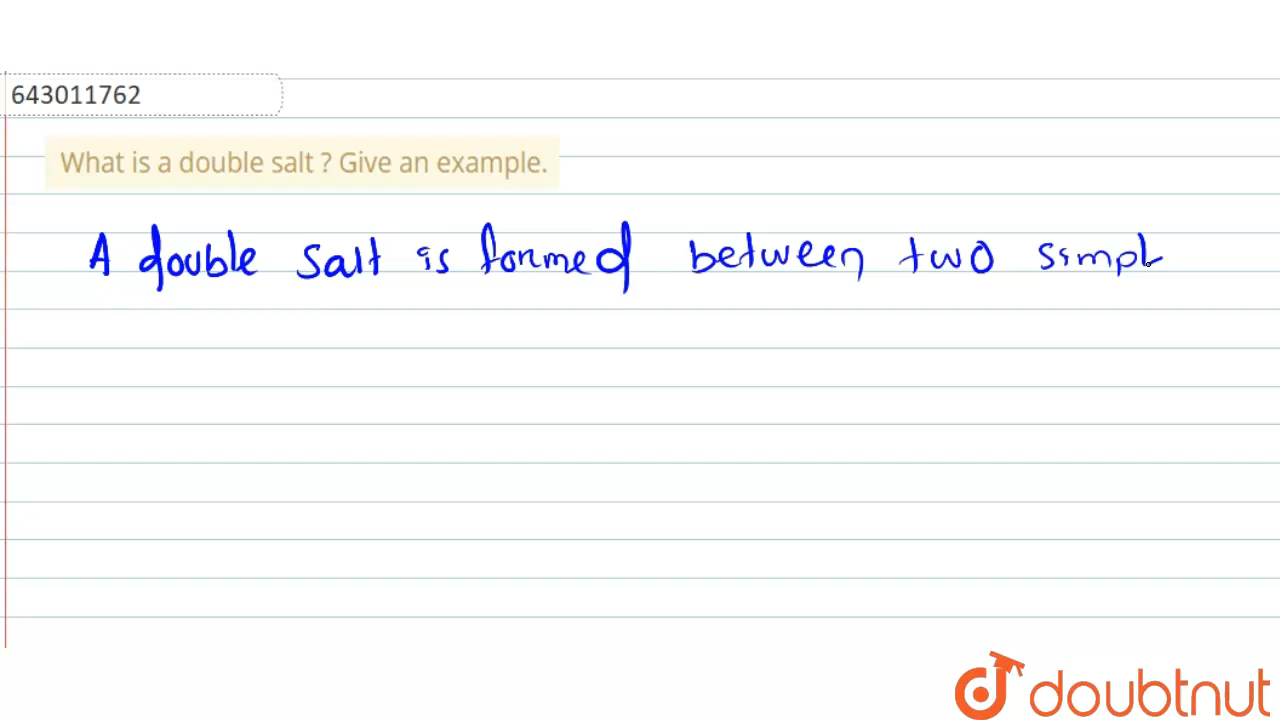 643011762
What is a double salt ? Give an example.
A double salt is formed between two simpl
doubtnut